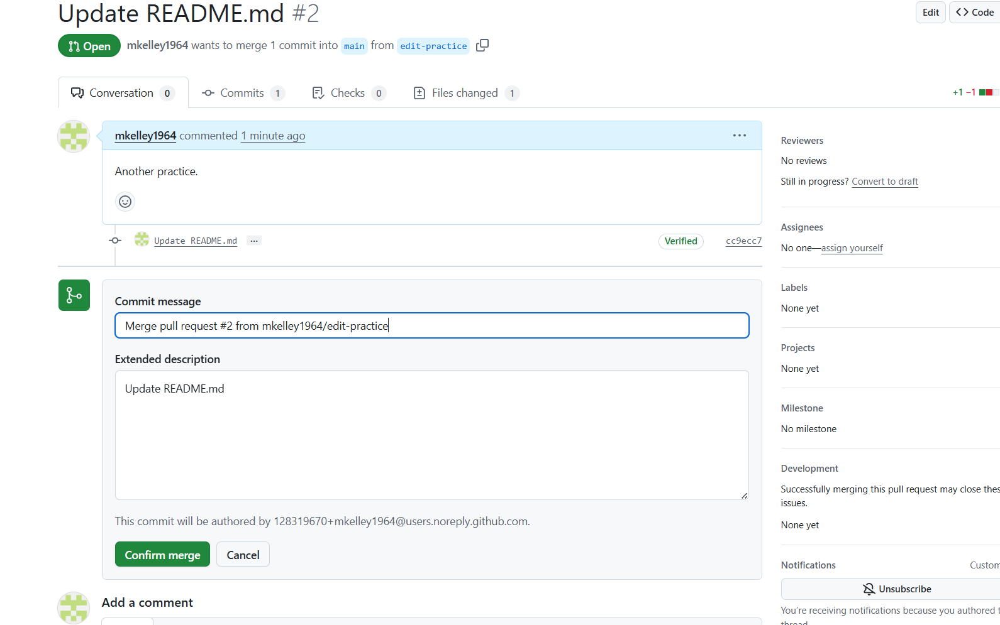 Update README.md #2
Edit
Code
Open
mkelley1964 wants to merge 1 commit into main from edit-practice
Conversation 0
Commits 1
Checks 0
Files changed 1
+1 −1
mkelley1964 commented 1 minute ago
Another practice.
Update README.md
Verified
cc9ecc7
Commit message
Merge pull request #2 from mkelley1964/edit-practice
Extended description
Update README.md
This commit will be authored by 128319670+mkelley1964@users.noreply.github.com.
Confirm merge
Cancel
Add a comment
Reviewers
No reviews
Still in progress? Convert to draft
Assignees
No one—assign yourself
Labels
None yet
Projects
None yet
Milestone
No milestone
Development
Successfully merging this pull request may close thes
issues.
None yet
Notifications
Custom
Unsubscribe
You're receiving notifications because you authored t
thread.